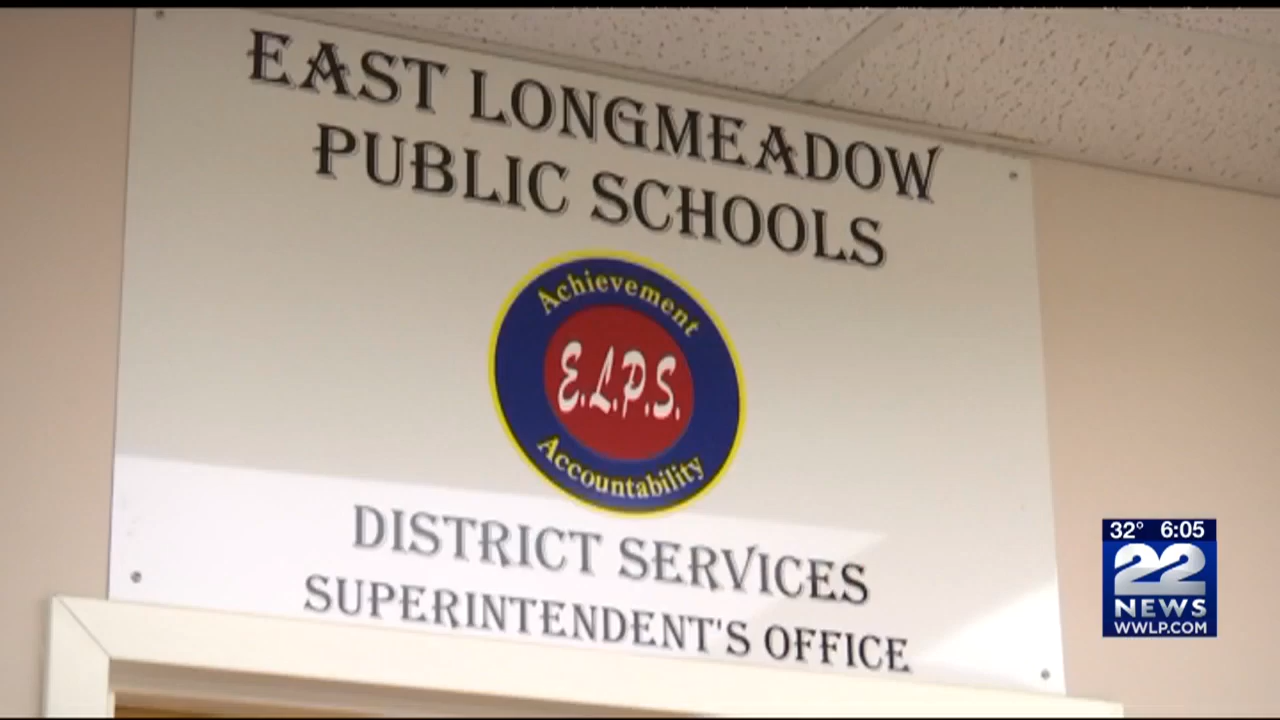 EAST LONGMEADOW
PUBLIC SCHOOLS
Achievement
E.L.P.S.
Accountability
DISTRICT SERVICES
SUPERINTENDENT'S OFFICE
32° 6:05
22
NEWS
WWLP.COM